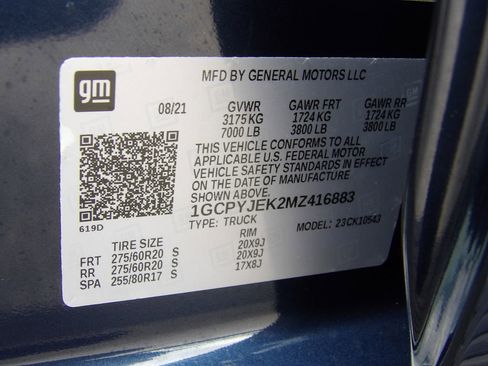 gm
MFD BY GENERAL MOTORS LLC
08/21 GVWR GAWR FRT GAWR RR
3175 KG 1724 KG 1724 KG
7000 LB 3800 LB 3800 LB
THIS VEHICLE CONFORMS TO ALL
APPLICABLE U.S. FEDERAL MOTOR
VEHICLE SAFETY STANDARDS IN EFFECT
ON THE DATE OF MANUFACTURE
SHOWN ABOVE.
1GCPYJEK2MZ416883
TYPE: TRUCK MODEL: 23CK10543
619D
TIRE SIZE RIM
FRT 275/60R20 S 20X9J
RR 275/60R20 S 20X9J
SPA 255/80R17 S 17X8J